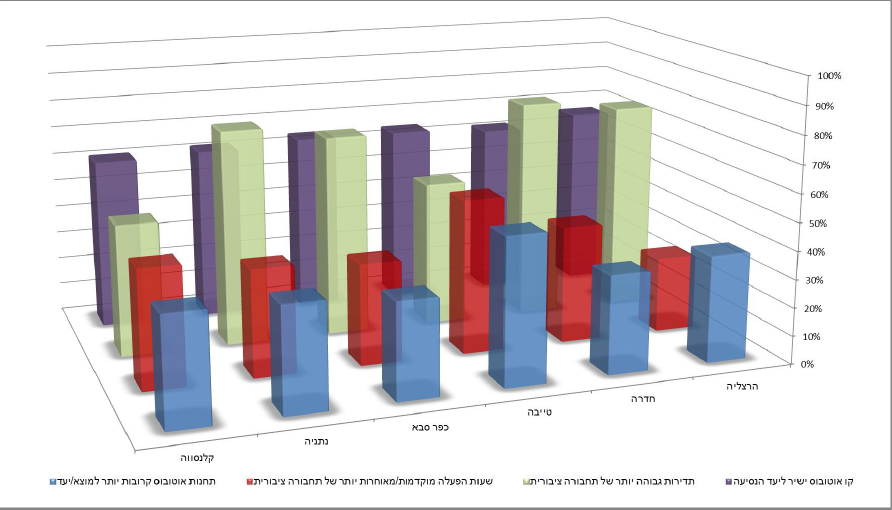 100%
90%
80%
70%
60%
50%
40%
30%
20%
10%
0%
הרצליה
חדרה
טייבה
כפר סבא
נתניה
קלנסווה
קו אוטובוס ישיר ליעד הנסיעה
תדירות גבוהה יותר של תחבורה ציבורית
שעות הפעלה מוקדמות/מאוחרות יותר של תחבורה ציבורית
תחנות אוטובוס קרובות יותר למוצא/יעד